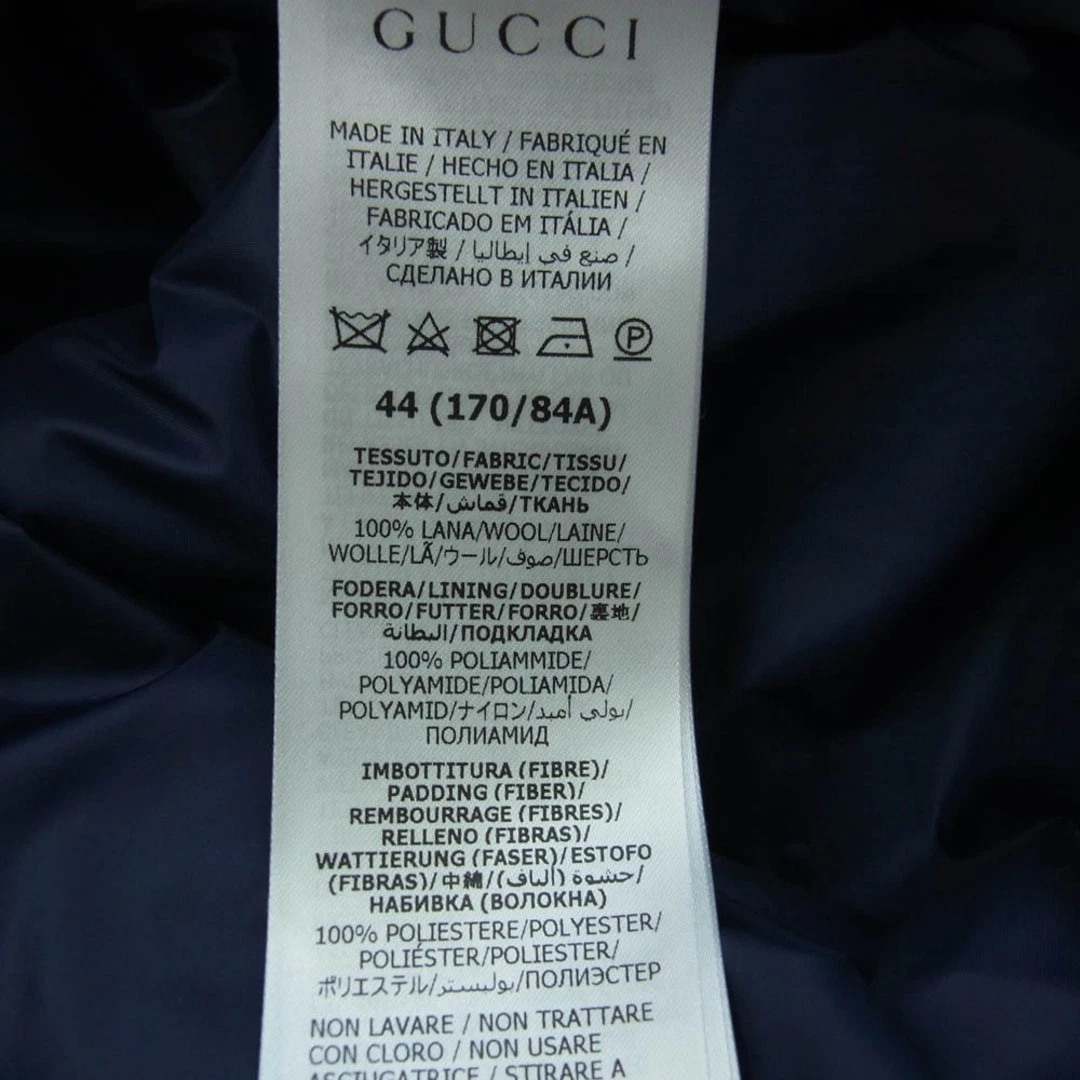 GUCCI
MADE IN ITALY / FABRIQUÉ EN
ITALIE / HECHO EN ITALIA /
HERGESTELLT IN ITALIEN /
FABRICADO EM ITÁLIA /
イタリア製 / صنع في إيطاليا /
СДЕЛАНО В ИТАЛИИ
P
44 (170/84A)
TESSUTO/FABRIC/TISSU/
TEJIDO/GEWEBE/TECIDO/
本体/قماش/ТКАНЬ
100% LANA/WOOL/LAINE/
WOLLE/LÃ/ウール/صوف/ШЕРСТЬ
FODERA/LINING/DOUBLURE/
FORRO/FUTTER/FORRO/裏地/
البطانة/ПОДКЛАДКА
100% POLIAMMIDE/
POLYAMIDE/POLIAMIDA/
POLYAMID/ナイロン/بولي أميد/
ПОЛИАМИД
IMBOTTITURA (FIBRE)/
PADDING (FIBER)/
REMBOURRAGE (FIBRES)/
RELLENO (FIBRAS)/
WATTIERUNG (FASER)/ESTOFO
(FIBRAS)/中綿/حشوة (ألياف)/
НАБИВКА (ВОЛОКНА)
100% POLIESTERE/POLYESTER/
POLIÉSTER/POLIESTER/
ポリエステル/بوليستر/ПОЛИЭСТЕР
NON LAVARE / NON TRATTARE
CON CLORO / NON USARE
ASCIUGATRICE / STIRARE A